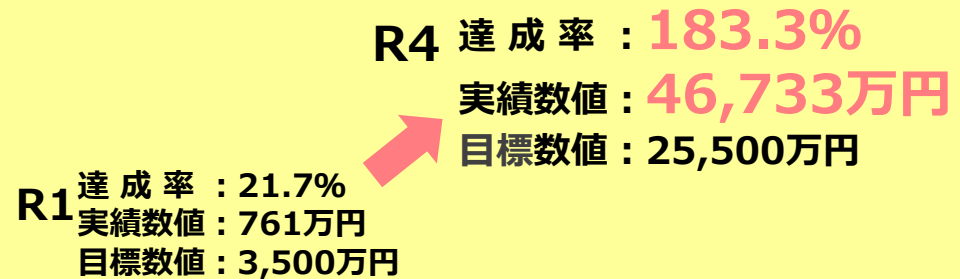 R4
達成率：183.3%
実績数値：46,733万円
目標数値：25,500万円
R1
達成率：21.7%
実績数値：761万円
目標数値：3,500万円